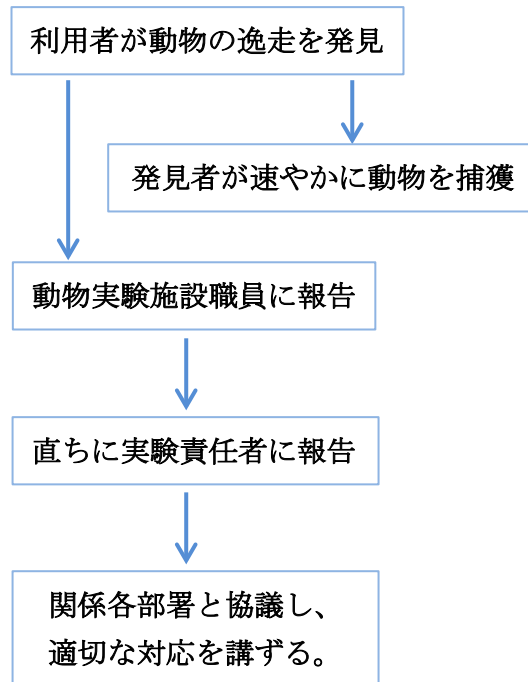 利用者が動物の逸走を発見
発見者が速やかに動物を捕獲
動物実験施設職員に報告
直ちに実験責任者に報告
関係各部署と協議し、
適切な対応を講ずる。